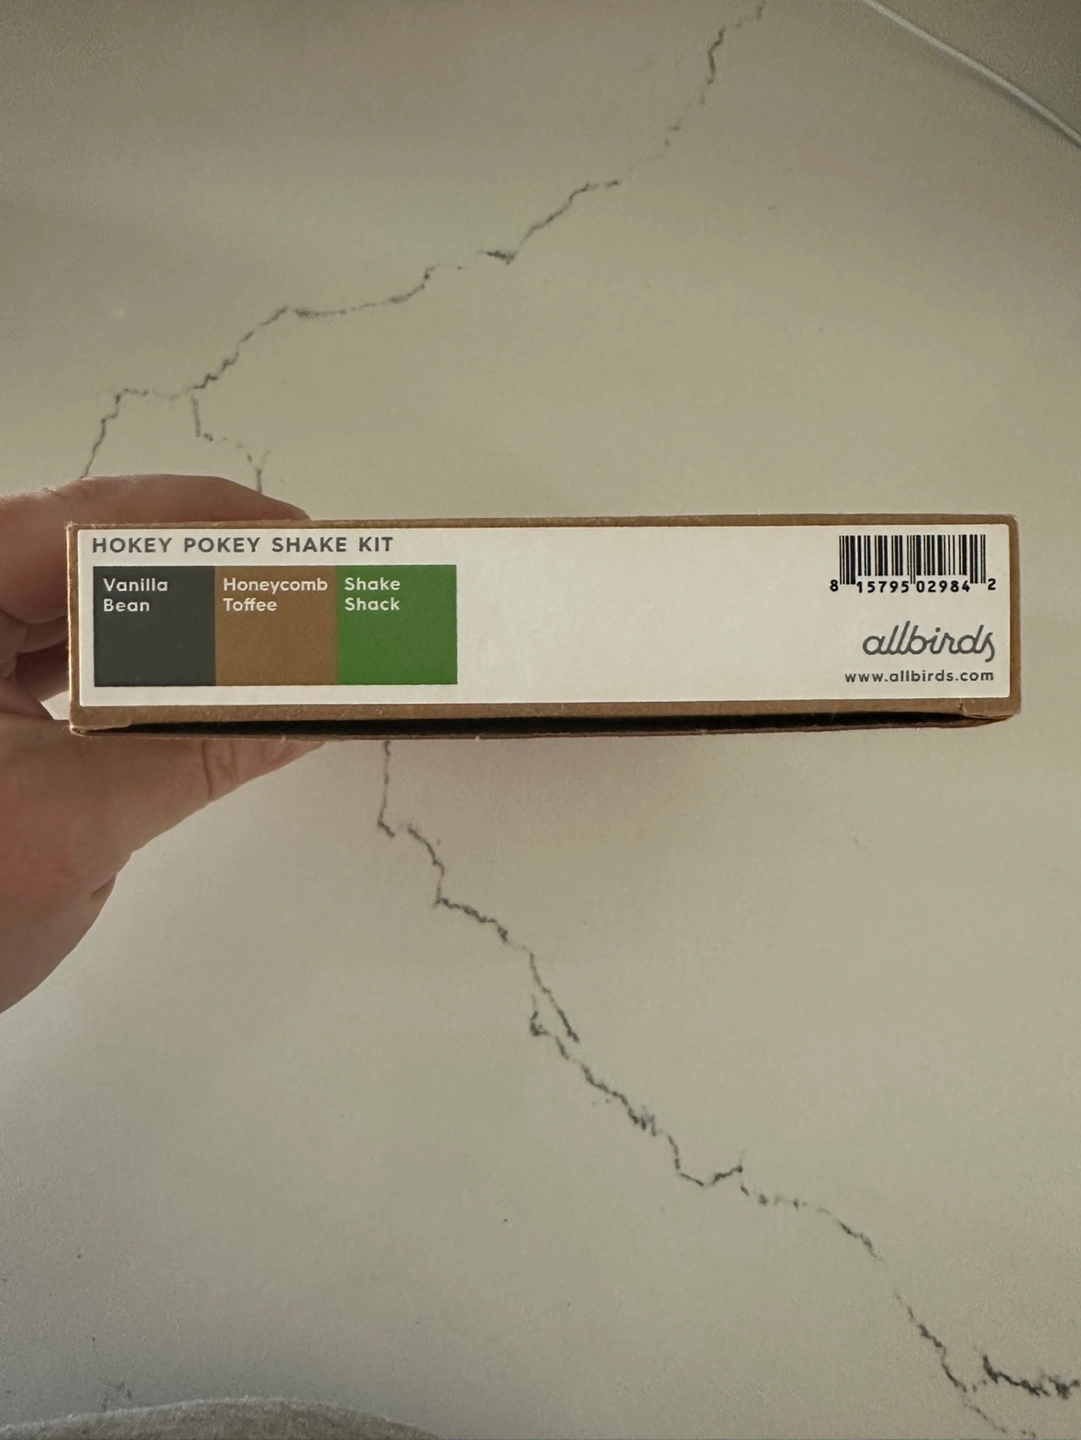 HOKEY POKEY SHAKE KIT
Vanilla
Bean
Honeycomb
Toffee
Shake
Shack
8 15795 02984 2
allbirds
www.allbirds.com